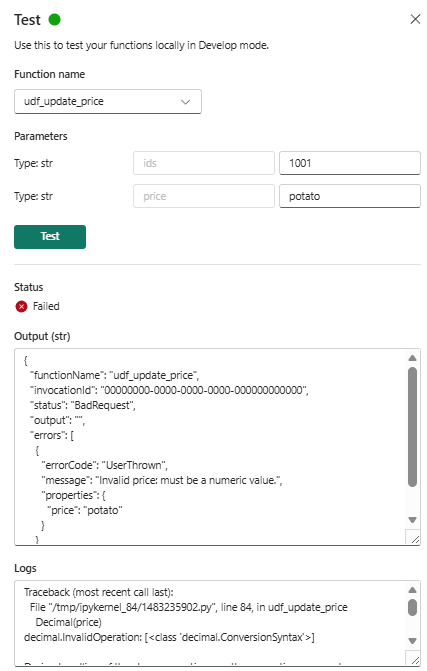 Test
Use this to test your functions locally in Develop mode.
Function name
udf_update_price
Parameters
Type: str ids 1001
Type: str price potato
Test
Status
Failed
Output (str)
{
"functionName": "udf_update_price",
"invocationId": "00000000-0000-0000-0000-000000000000",
"status": "BadRequest",
"output": "",
"errors": [
{
"errorCode": "UserThrown",
"message": "Invalid price: must be a numeric value.",
"properties": {
"price": "potato"
}
}
Logs
Traceback (most recent call last):
File "/tmp/ipykernel_84/1483235902.py", line 84, in udf_update_price
Decimal(price)
decimal.InvalidOperation: [<class 'decimal.ConversionSyntax'>]